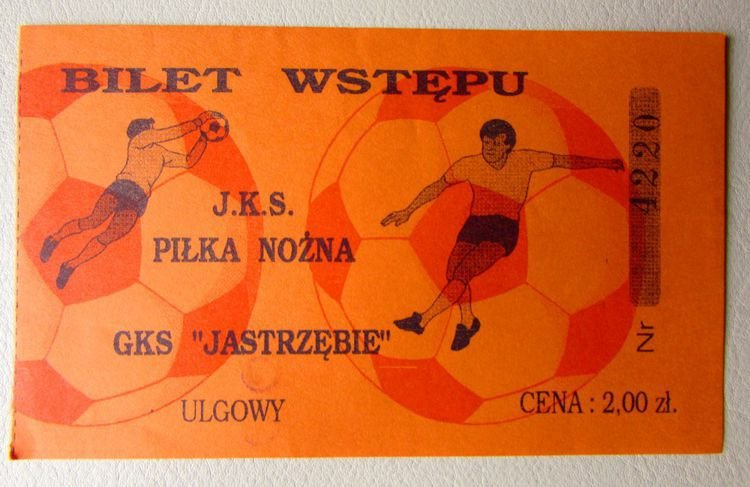 BILET WSTĘPU
J.K.S.
PIŁKA NOŻNA
GKS "JASTRZĘBIE"
ULGOWY
CENA : 2,00 zł.
Nr 4220